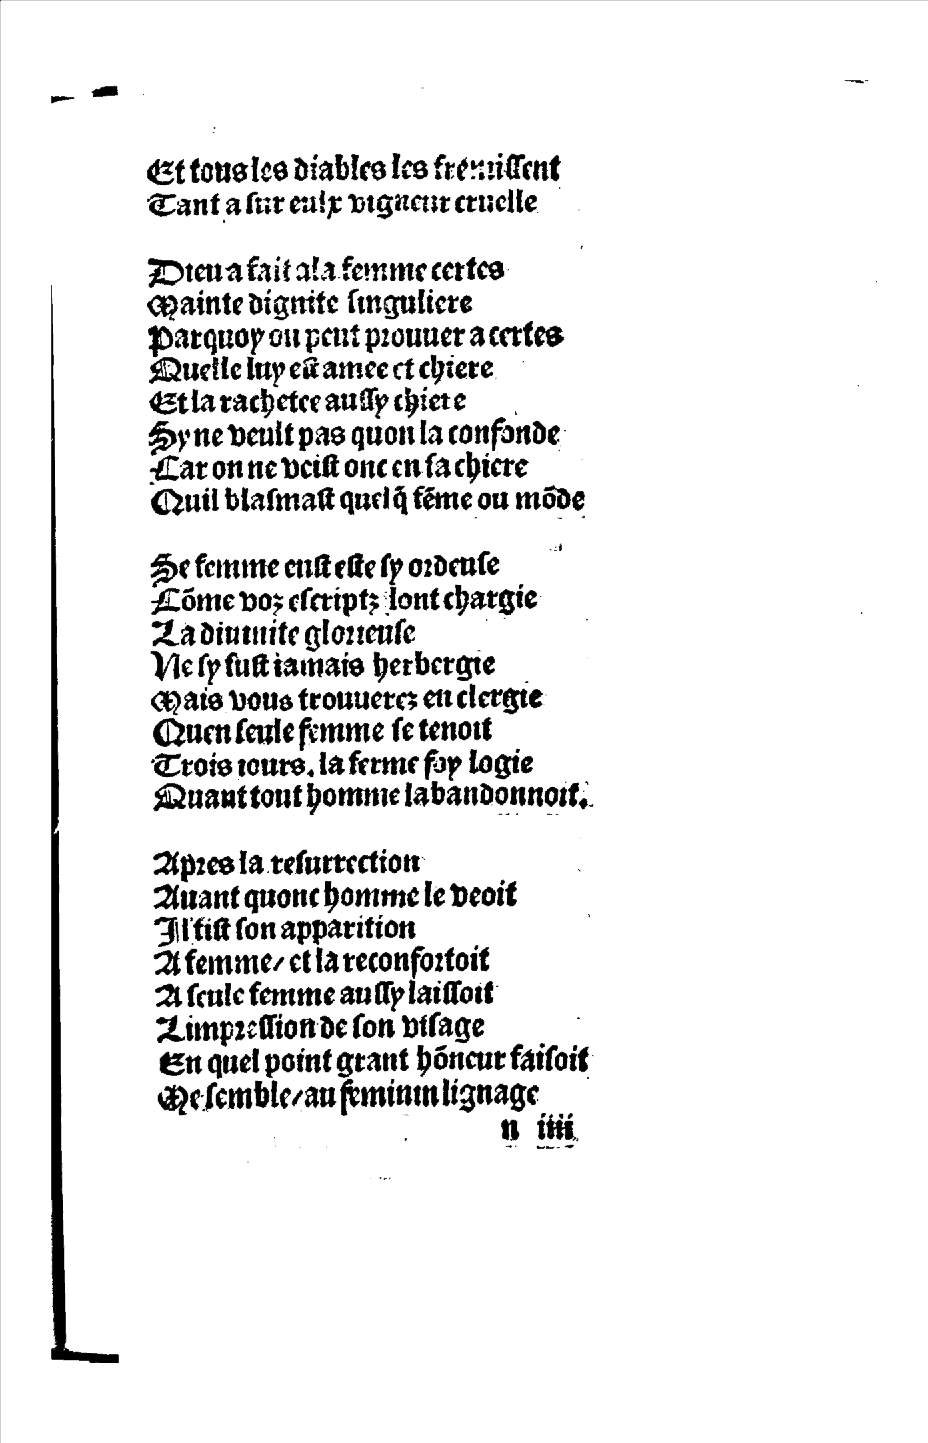 Et tous les diables les fremissent
Tant a sur eulx vigueur cruelle
Dieu a fait a la femme certes
Mainte dignite singuliere
Parquoy on peut prouuer a certes
Quelle luy est amee et chiere
Et la rachetee aussy chiere
Sy ne veult pas quon la confonde
Car on ne veist onc en sa chiere
Quil blasmast quelq̄ fēme ou mōde
Se femme eust este sy ordeuse
Cōme voz escriptz sont chargie
La diuinite glorieuse
Ne sy fust iamais herbergie
Mais vous trouuerez en clergie
Quen seule femme se tenoit
Trois iours. la ferme foy logie
Quant tout homme labandonnoit.
Apres la resurrection
Auant quonc homme le veoit
Il fist son apparition
A femme/ et la reconfortoit
A seule femme aussy laissoit
Limpression de son visage
En quel point grant hōneur faisoit
Me semble/ au feminin lignage
n iiii